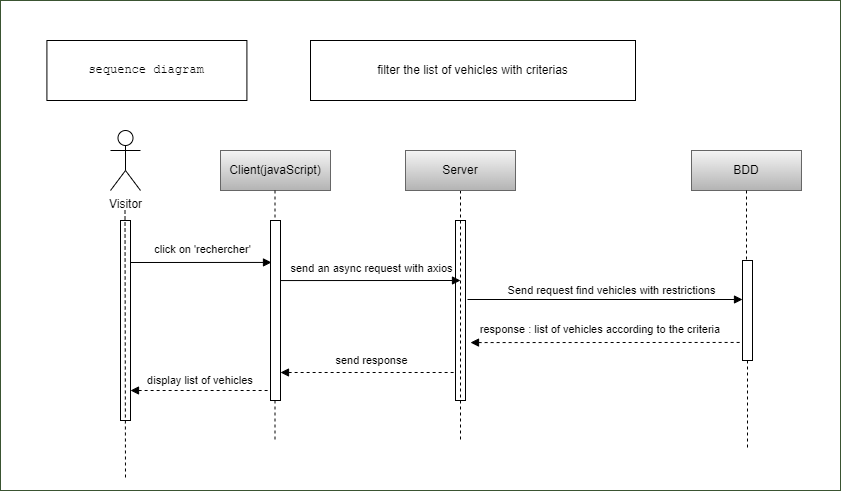 sequence diagram
filter the list of vehicles with criterias
Visitor
Client(javaScript)
Server
BDD
click on 'rechercher'
send an async request with axios
Send request find vehicles with restrictions
response : list of vehicles according to the criteria
send response
display list of vehicles